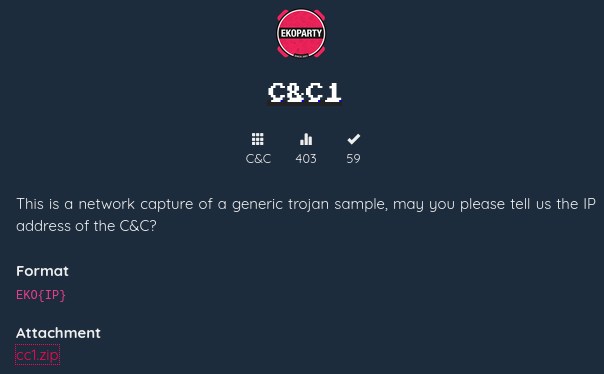 EKOPARTY
C&C1
C&C 403 59
This is a network capture of a generic trojan sample, may you please tell us the IP
address of the C&C?
Format
EKO{IP}
Attachment
cc1.zip